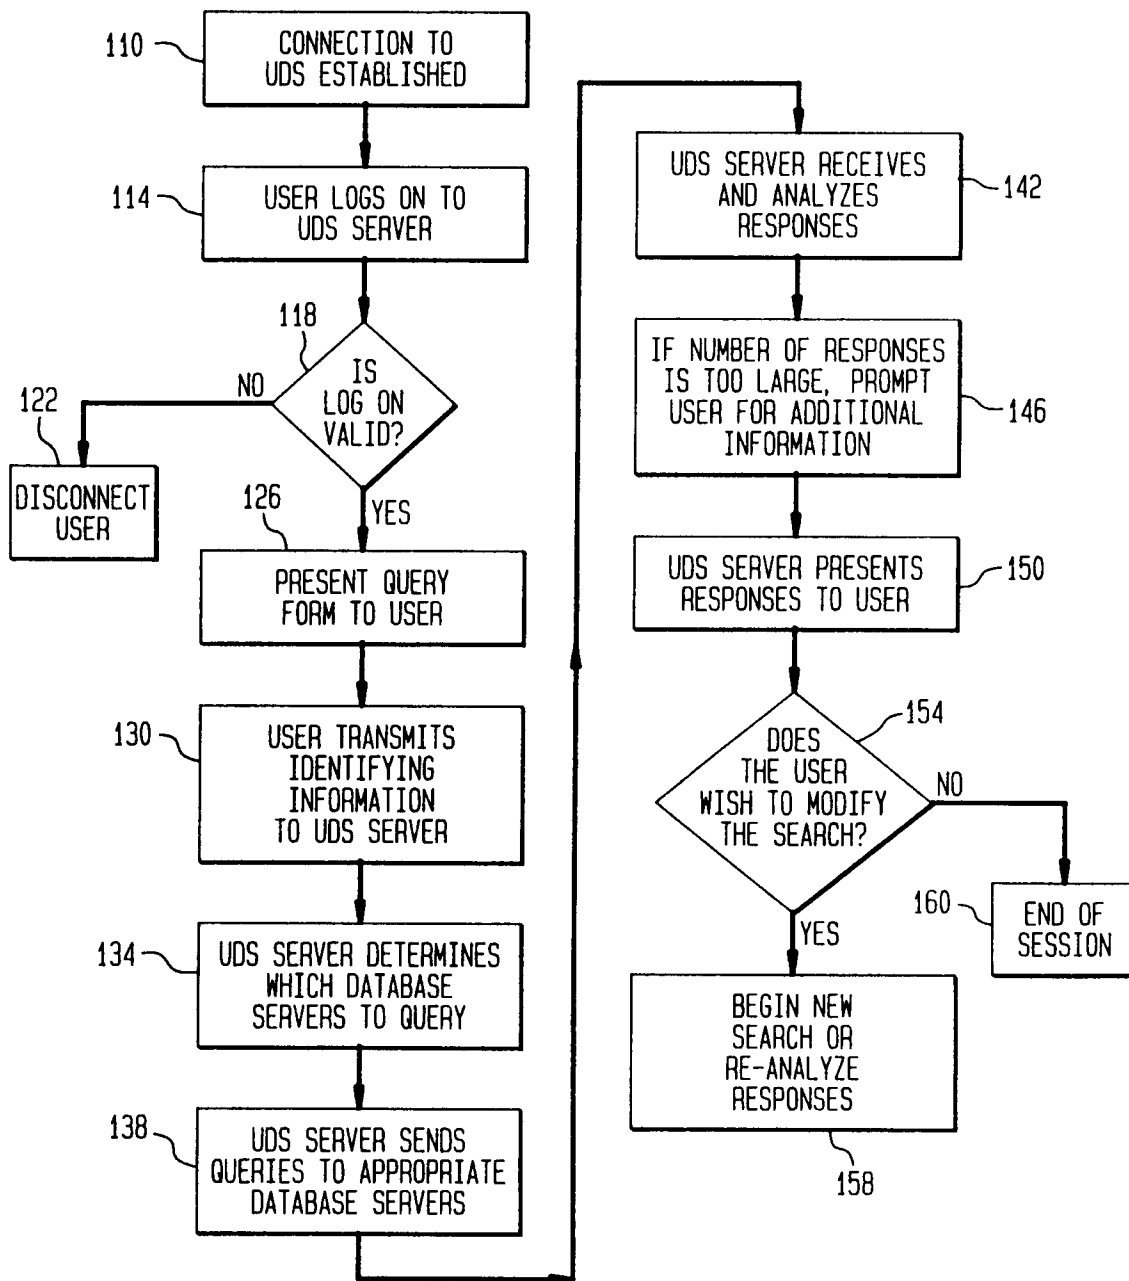 110
CONNECTION TO
UDS ESTABLISHED
114
USER LOGS ON TO
UDS SERVER
118
IS
LOG ON
VALID?
NO
122
DISCONNECT
USER
YES
126
PRESENT QUERY
FORM TO USER
130
USER TRANSMITS
IDENTIFYING
INFORMATION
TO UDS SERVER
134
UDS SERVER DETERMINES
WHICH DATABASE
SERVERS TO QUERY
138
UDS SERVER SENDS
QUERIES TO APPROPRIATE
DATABASE SERVERS
UDS SERVER RECEIVES
AND ANALYZES
RESPONSES
142
IF NUMBER OF RESPONSES
IS TOO LARGE, PROMPT
USER FOR ADDITIONAL
INFORMATION
146
UDS SERVER PRESENTS
RESPONSES TO USER
150
154
DOES
THE USER
WISH TO MODIFY
THE SEARCH?
NO
160
END OF
SESSION
YES
BEGIN NEW
SEARCH OR
RE-ANALYZE
RESPONSES
158